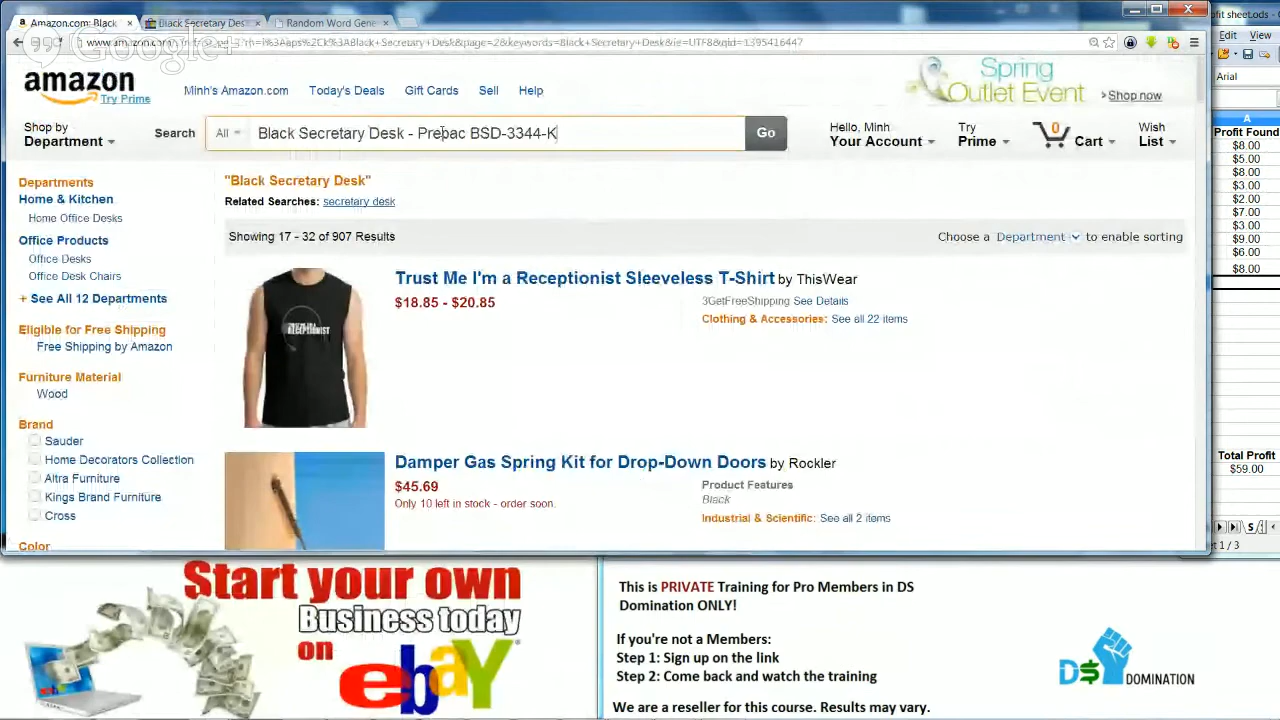 Amazon.com: Black
Black Secretary Des
Random Word Gene
Google+
ofit sheet.ods
www.amazon.com
Black+Secretary+Desk&page=2&keywords=Black+Secretary+Desk&ie=UTF8&qid=1395416447
Edit View
amazon
Try Prime
Minh's Amazon.com Today's Deals Gift Cards Sell Help
Spring
Outlet Event
Shop now
Arial
A
Profit Found
Shop by
Department
Search
All
Black Secretary Desk - Prepac BSD-3344-K
Go
Hello, Minh
Your Account
Try
Prime
0
Cart
Wish
List
$8.00
$5.00
$8.00
$3.00
$2.00
$7.00
$3.00
$9.00
$6.00
$8.00
Total Profit
$59.00
Departments
Home & Kitchen
Home Office Desks
Office Products
Office Desks
Office Desk Chairs
+ See All 12 Departments
Eligible for Free Shipping
Free Shipping by Amazon
Furniture Material
Wood
Brand
Sauder
Home Decorators Collection
Altra Furniture
Kings Brand Furniture
Cross
Color
"Black Secretary Desk"
Related Searches: secretary desk
Showing 17 - 32 of 907 Results
Choose a Department to enable sorting
Trust Me I'm a Receptionist Sleeveless T-Shirt by ThisWear
$18.85 - $20.85
3GetFreeShipping See Details
Clothing & Accessories: See all 22 items
RECEPTIONIST
Damper Gas Spring Kit for Drop-Down Doors by Rockler
$45.69
Only 10 left in stock - order soon.
Product Features
Black
Industrial & Scientific: See all 2 items
et 1 / 3
Start your own
Business today
on
ebay
This is PRIVATE Training for Pro Members in DS
Domination ONLY!
If you're not a Members:
Step 1: Sign up on the link
Step 2: Come back and watch the training
We are a reseller for this course. Results may vary.
D$ DOMINATION